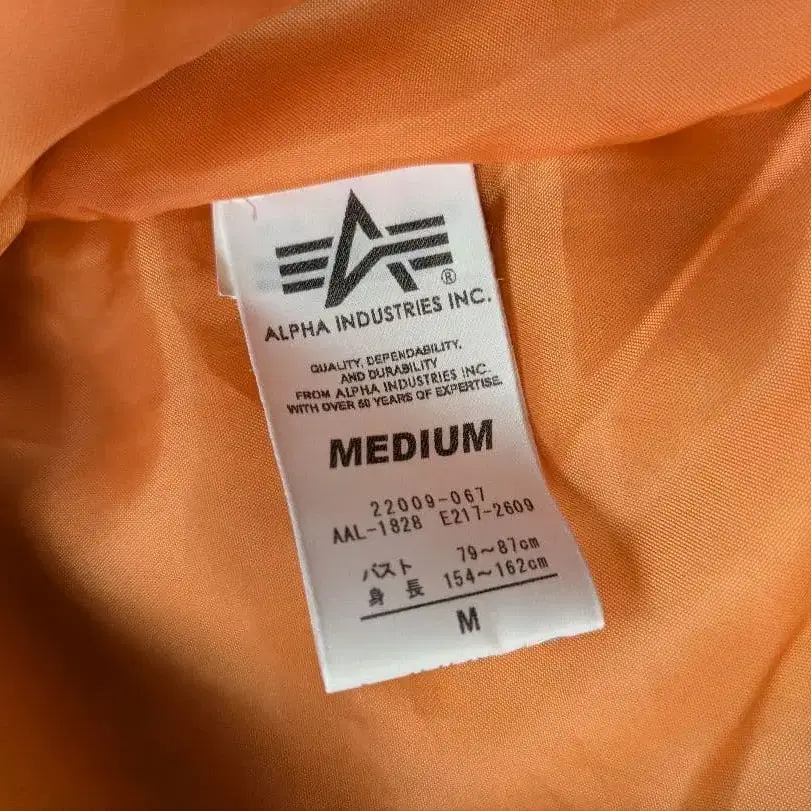 ®
ALPHA INDUSTRIES INC.
QUALITY, DEPENDABILITY,
AND DURABILITY
FROM ALPHA INDUSTRIES INC.
WITH OVER 50 YEARS OF EXPERTISE.
MEDIUM
22009-067
AAL-1828 E217-2609
バスト 79~87cm
身長 154~162cm
M